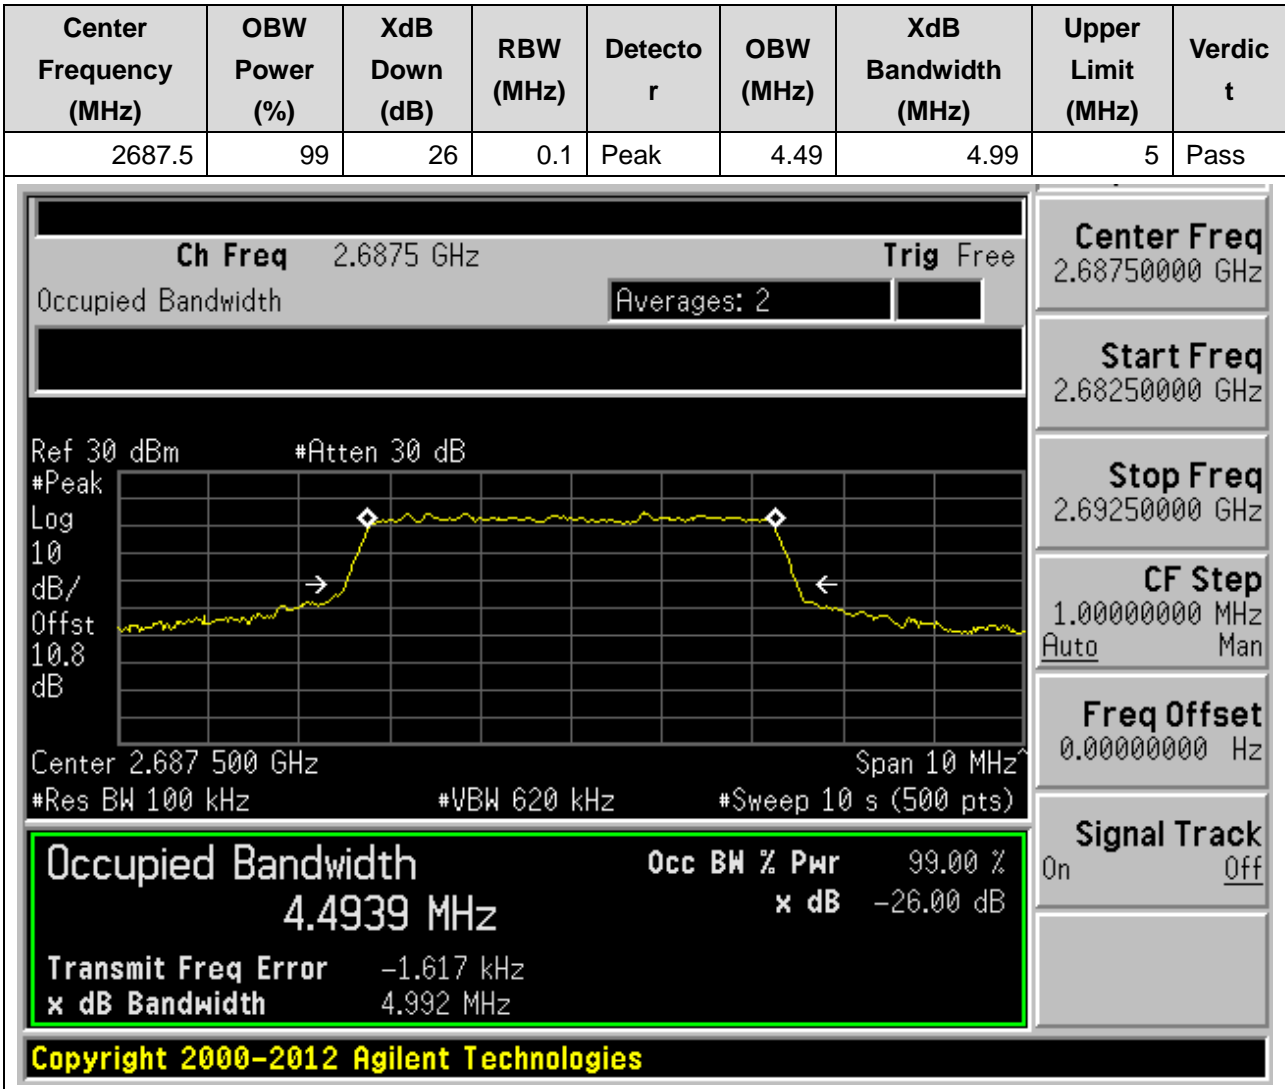 Center Frequency (MHz) OBW Power (%) XdB Down (dB) RBW (MHz) Detector OBW (MHz) XdB Bandwidth (MHz) Upper Limit (MHz) Verdict
2687.5 99 26 0.1 Peak 4.49 4.99 5 Pass
Ch Freq 2.6875 GHz Trig Free
Occupied Bandwidth Averages: 2
Ref 30 dBm #Atten 30 dB
#Peak
Log
10
dB/
Offst
10.8
dB
Center 2.687 500 GHz Span 10 MHz^
#Res BW 100 kHz #VBW 620 kHz #Sweep 10 s (500 pts)
Occupied Bandwidth Occ BW % Pwr 99.00 %
4.4939 MHz x dB -26.00 dB
Transmit Freq Error -1.617 kHz
x dB Bandwidth 4.992 MHz
Copyright 2000-2012 Agilent Technologies
Center Freq
2.68750000 GHz
Start Freq
2.68250000 GHz
Stop Freq
2.69250000 GHz
CF Step
1.00000000 MHz
Auto Man
Freq Offset
0.00000000 Hz
Signal Track
On Off